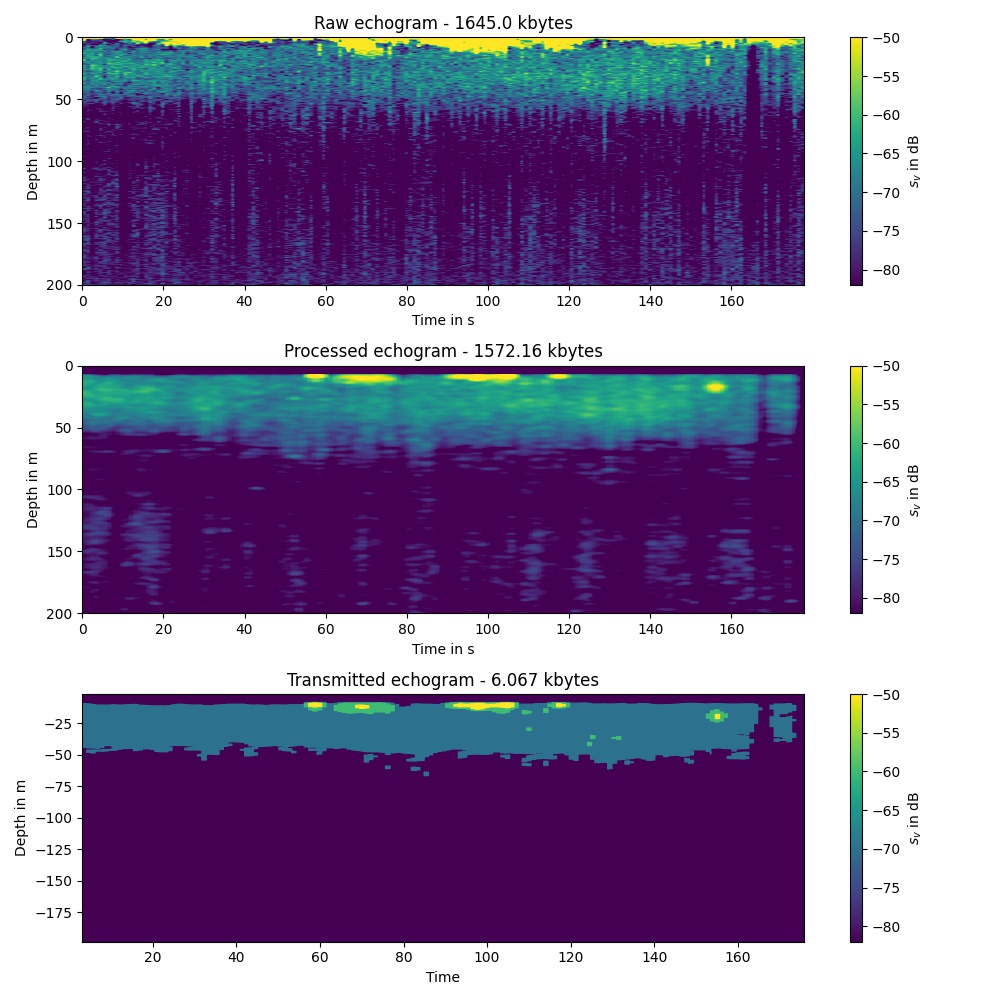 Raw echogram - 1645.0 kbytes
0
50
100
150
200
Depth in m
0 20 40 60 80 100 120 140 160
Time in s
−50
−55
−60
−65
−70
−75
−80
s_v in dB
Processed echogram - 1572.16 kbytes
0
50
100
150
200
Depth in m
0 20 40 60 80 100 120 140 160
Time in s
−50
−55
−60
−65
−70
−75
−80
s_v in dB
Transmitted echogram - 6.067 kbytes
−25
−50
−75
−100
−125
−150
−175
Depth in m
20 40 60 80 100 120 140 160
Time
−50
−55
−60
−65
−70
−75
−80
s_v in dB